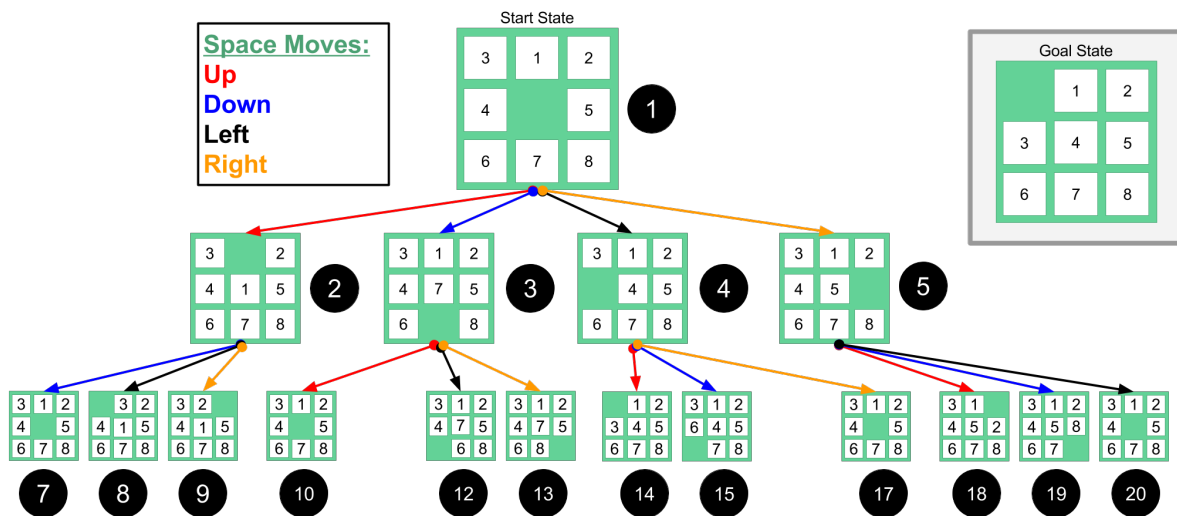 Start State
Space Moves:
Up
Down
Left
Right
3 1 2
4 5
6 7 8
1
Goal State
1 2
3 4 5
6 7 8
3 2
4 1 5
6 7 8
2
3 1 2
4 7 5
6 8
3
3 1 2
4 5
6 7 8
4
3 1 2
4 5
6 7 8
5
3 1 2
4 5
6 7 8
7
3 2
4 1 5
6 7 8
8
3 2
4 1 5
6 7 8
9
3 1 2
4 5
6 7 8
10
3 1 2
4 7 5
6 8
12
3 1 2
4 7 5
6 8
13
1 2
3 4 5
6 7 8
14
3 1 2
6 4 5
7 8
15
3 1 2
4 5
6 7 8
17
3 1
4 5 2
6 7 8
18
3 1 2
4 5 8
6 7
19
3 1 2
4 5
6 7 8
20